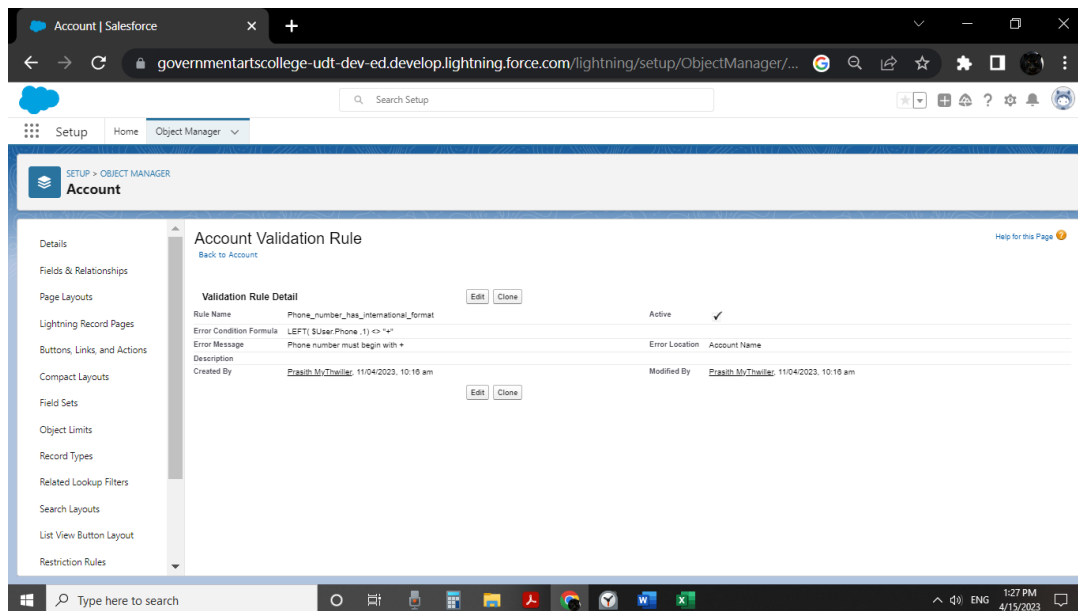 Account | Salesforce
governmentartscollege-udt-dev-ed.develop.lightning.force.com/lightning/setup/ObjectManager/...
Search Setup
Setup Home Object Manager
SETUP > OBJECT MANAGER
Account
Details
Fields & Relationships
Page Layouts
Lightning Record Pages
Buttons, Links, and Actions
Compact Layouts
Field Sets
Object Limits
Record Types
Related Lookup Filters
Search Layouts
List View Button Layout
Restriction Rules
Account Validation Rule
Help for this Page
Back to Account
Validation Rule Detail Edit Clone
Rule Name Phone_number_has_international_format Active ✓
Error Condition Formula LEFT( $User.Phone ,1) <> "+"
Error Message Phone number must begin with + Error Location Account Name
Description
Created By Prasith MyThwiller, 11/04/2023, 10:16 am Modified By Prasith MyThwiller, 11/04/2023, 10:16 am
Edit Clone
Type here to search
ENG
1:27 PM
4/15/2023